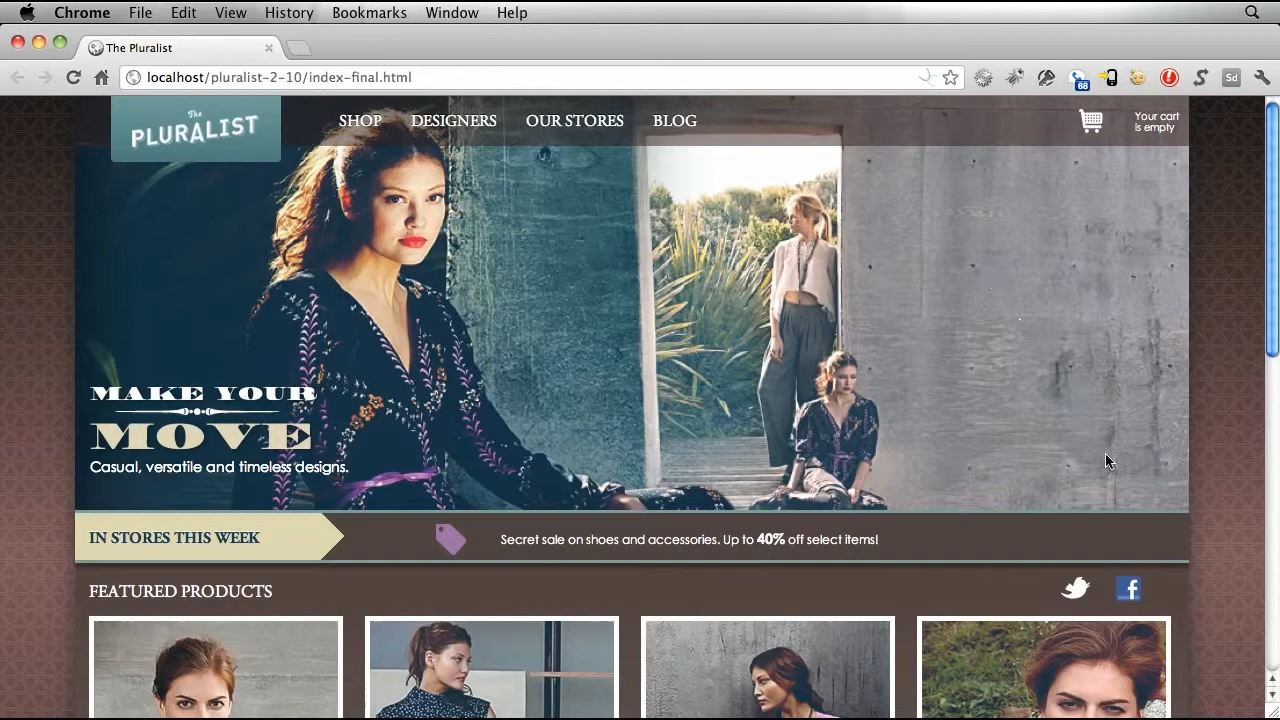 Chrome File Edit View History Bookmarks Window Help
The Pluralist
localhost/pluralist-2-10/index-final.html
68
Sd
The
PLURALIST
SHOP DESIGNERS OUR STORES BLOG
Your cart
is empty
MAKE YOUR
MOVE
Casual, versatile and timeless designs.
IN STORES THIS WEEK
Secret sale on shoes and accessories. Up to 40% off select items!
FEATURED PRODUCTS
f